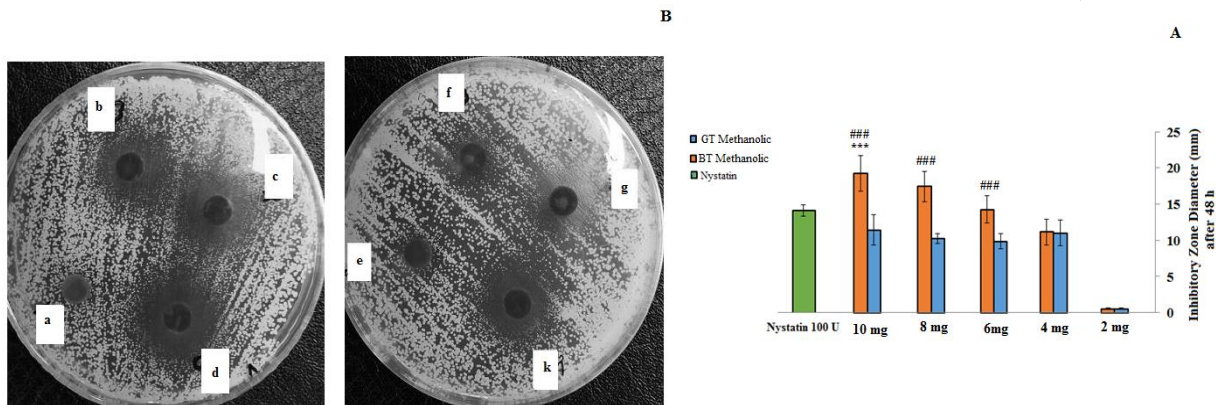 B
A
b
c
a
d
f
g
e
k
GT Methanolic
BT Methanolic
Nystatin
###
***
###
###
25
20
15
10
5
0
Inhibitory Zone Diameter (mm)
after 48 h
Nystatin 100 U
10 mg
8 mg
6mg
4 mg
2 mg